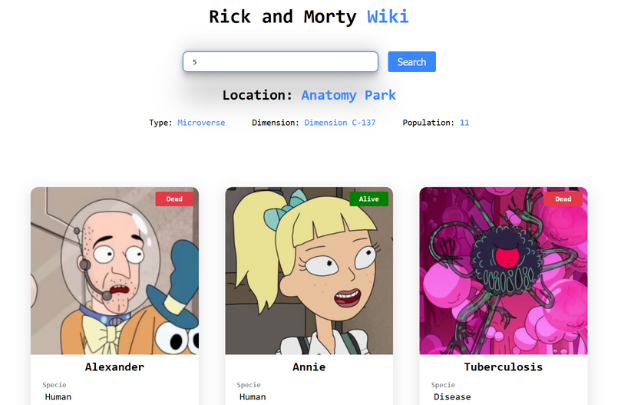 Rick and Morty Wiki
5
Search
Location: Anatomy Park
Type: Microverse Dimension: Dimension C-137 Population: 11
Dead Alive Dead
Alexander Annie Tuberculosis
Specie Specie Specie
Human Human Disease